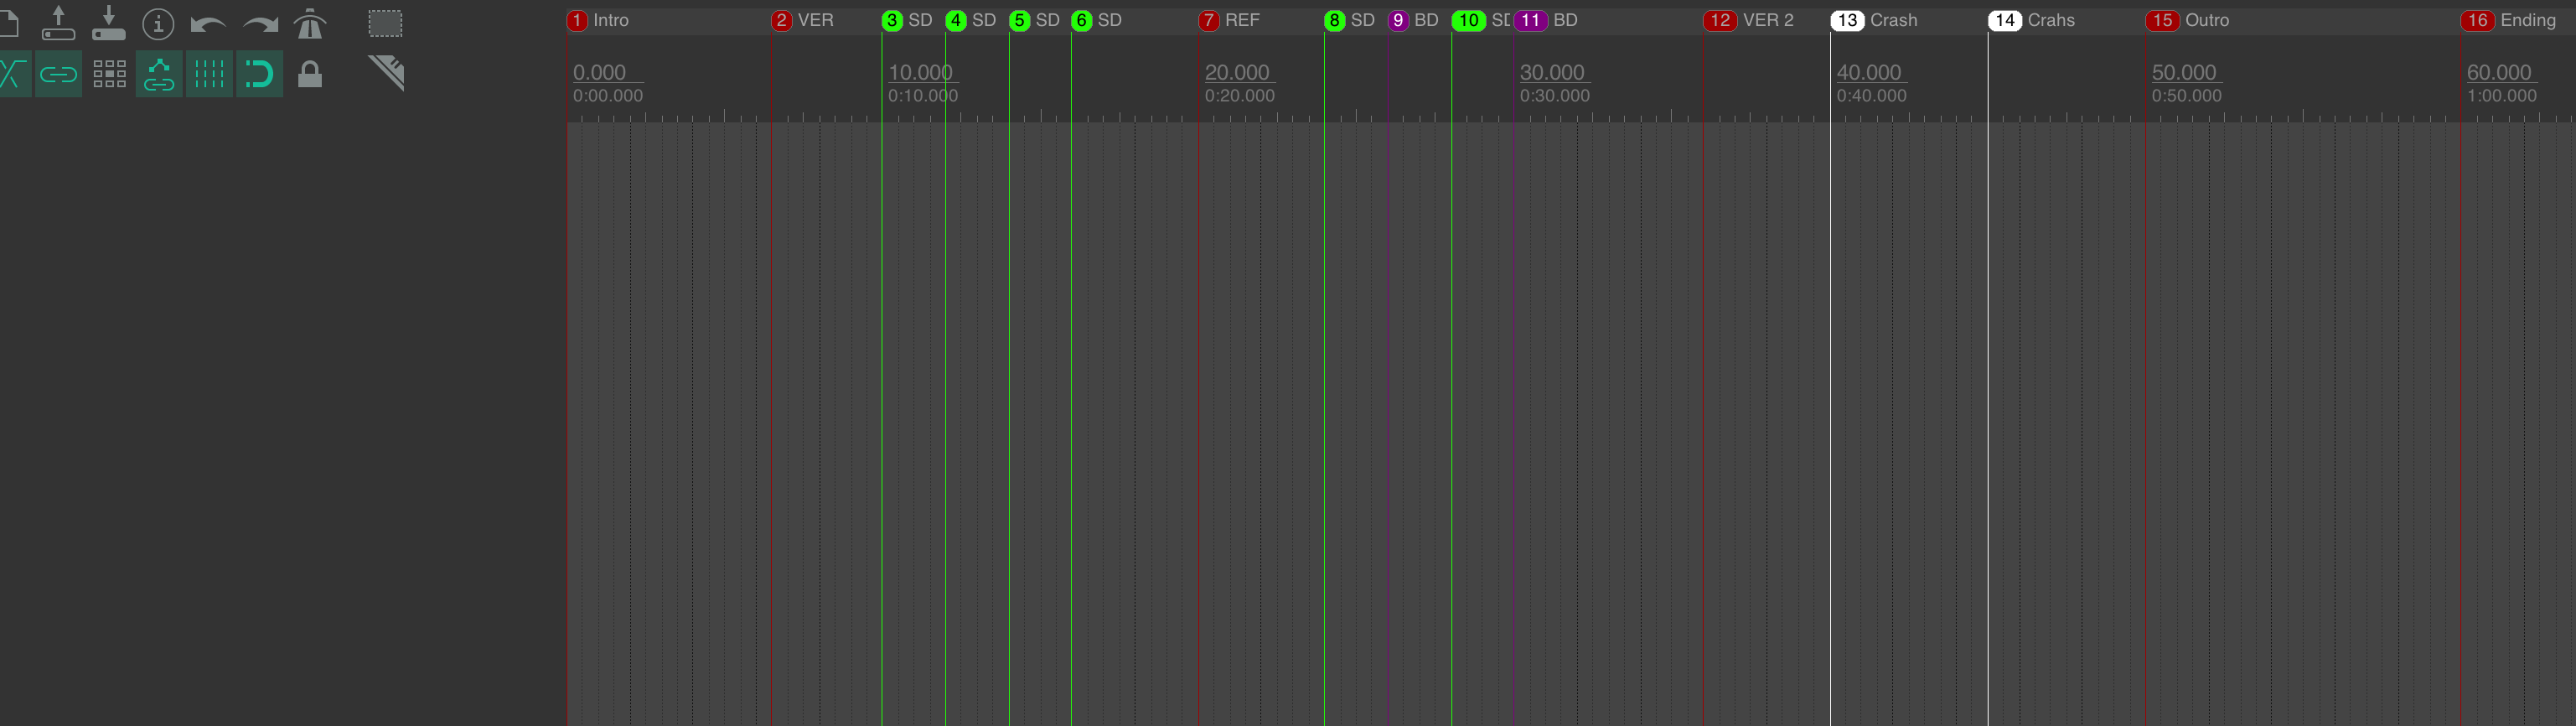 1 Intro 2 VER 3 SD 4 SD 5 SD 6 SD 7 REF 8 SD 9 BD 10 SD 11 BD 12 VER 2 13 Crash 14 Crahs 15 Outro 16 Ending
0.000 10.000 20.000 30.000 40.000 50.000 60.000
0:00.000 0:10.000 0:20.000 0:30.000 0:40.000 0:50.000 1:00.000